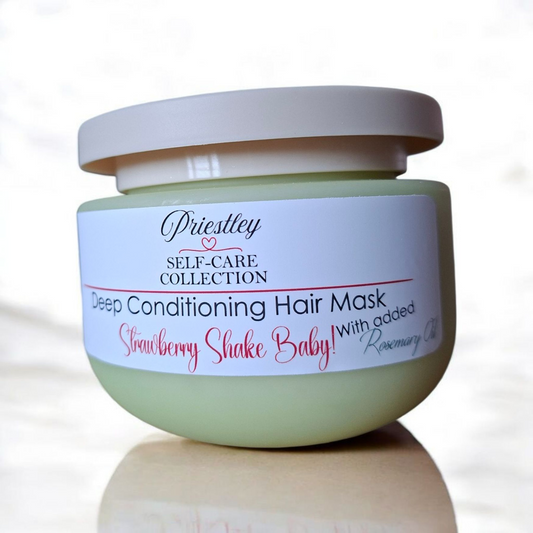 Priestley
SELF-CARE
COLLECTION
Deep Conditioning Hair Mask
Strawberry Shake Baby!
With added
Rosemary Oil